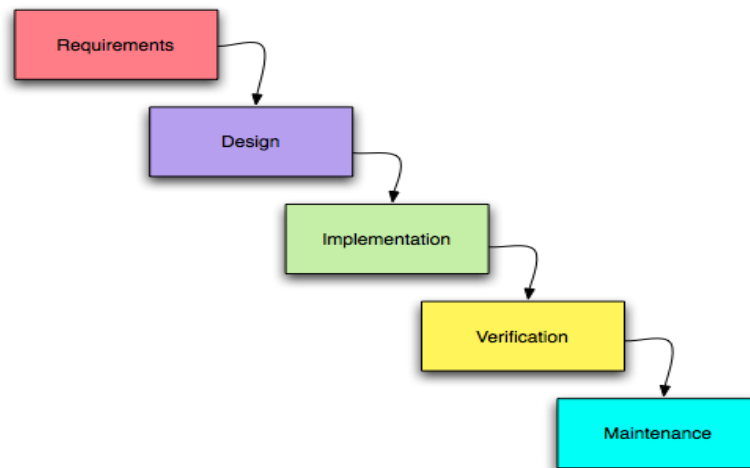 Requirements
Design
Implementation
Verification
Maintenance